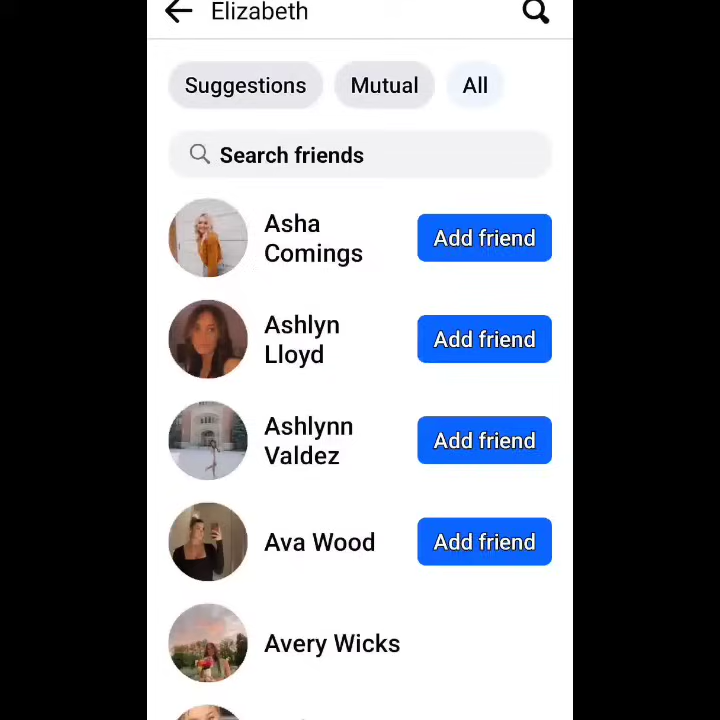 Elizabeth
Suggestions Mutual All
Search friends
Asha
Comings
Add friend
Ashlyn
Lloyd
Add friend
Ashlynn
Valdez
Add friend
Ava Wood
Add friend
Avery Wicks